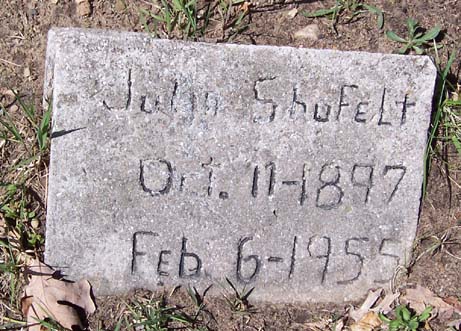 John Shufelt
Oct. 11-1897
Feb. 6-1955